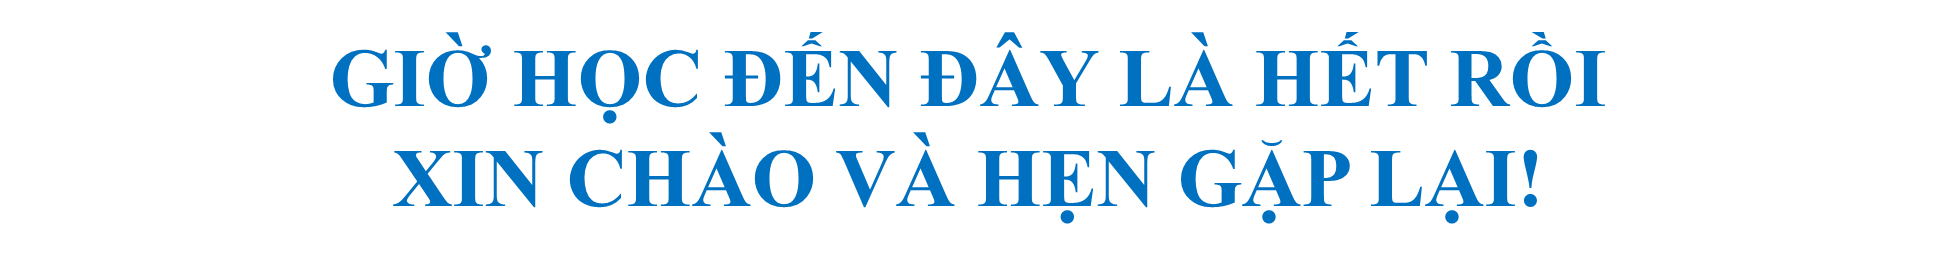 GIỜ HỌC ĐẾN ĐÂY LÀ HẾT RỒI
XIN CHÀO VÀ HẸN GẶP LẠI!